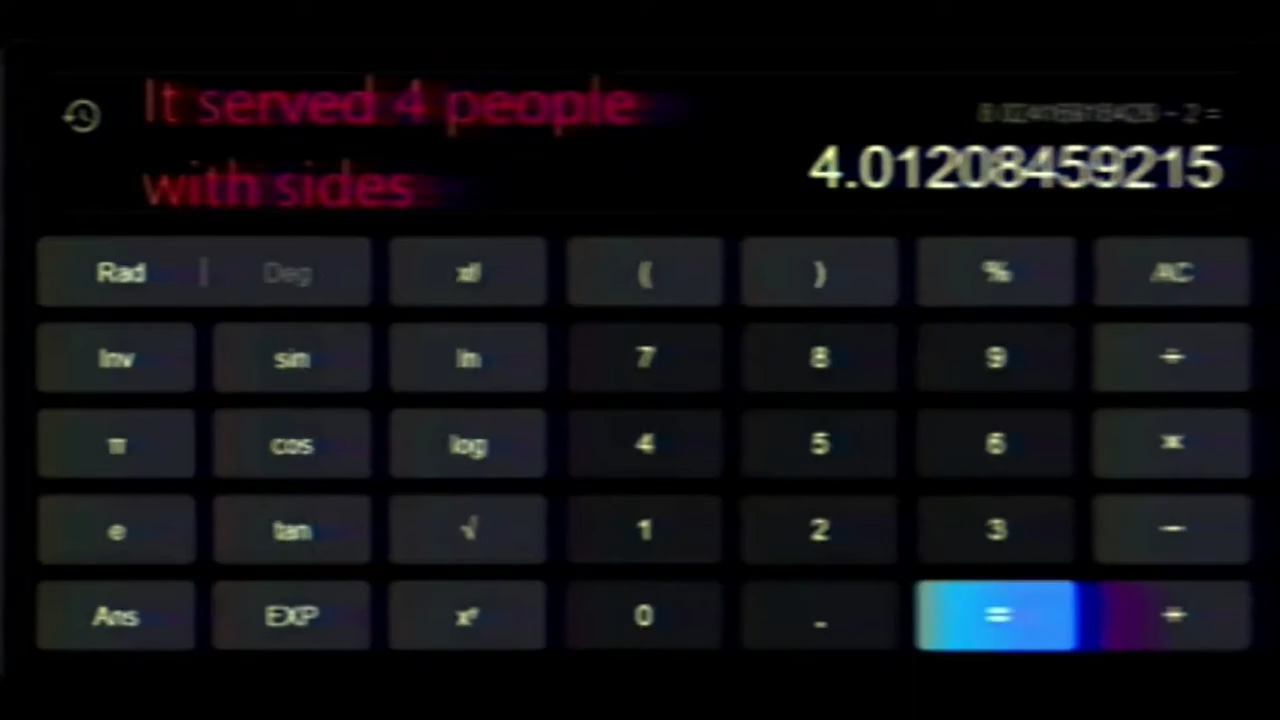 It served 4 people
with sides
4.01208459215
Rad | Deg x! ( ) % AC
Inv sin ln 7 8 9 ÷
π cos log 4 5 6 ×
e tan √ 1 2 3 −
Ans EXP 0 . = +